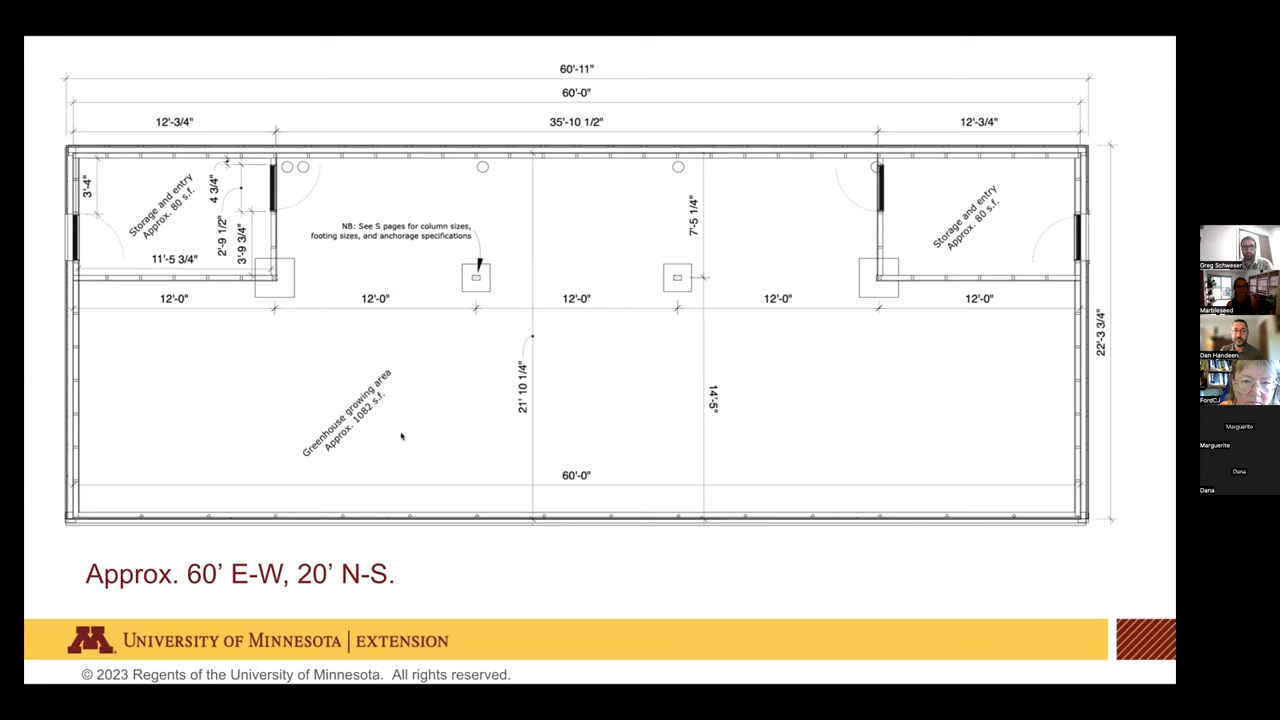 60'-11"
60'-0"
12'-3/4"
35'-10 1/2"
12'-3/4"
3'-4"
Storage and entry
Approx. 80 s.f.
4 3/4"
2'-9 1/2"
3'-9 3/4"
11'-5 3/4"
NB: See S pages for column sizes,
footing sizes, and anchorage specifications
7'-5 1/4"
Storage and entry
Approx. 80 s.f.
12'-0"
12'-0"
12'-0"
12'-0"
12'-0"
22'-3 3/4"
Greenhouse growing area
Approx. 1082 s.f.
21' 10 1/4"
14'-5"
60'-0"
Approx. 60’ E-W, 20’ N-S.
M
UNIVERSITY OF MINNESOTA | EXTENSION
© 2023 Regents of the University of Minnesota. All rights reserved.
Greg Schweser
Marbleseed
Dan Handeen
FordCJ
Marguerite
Marguerite
Dana
Dana